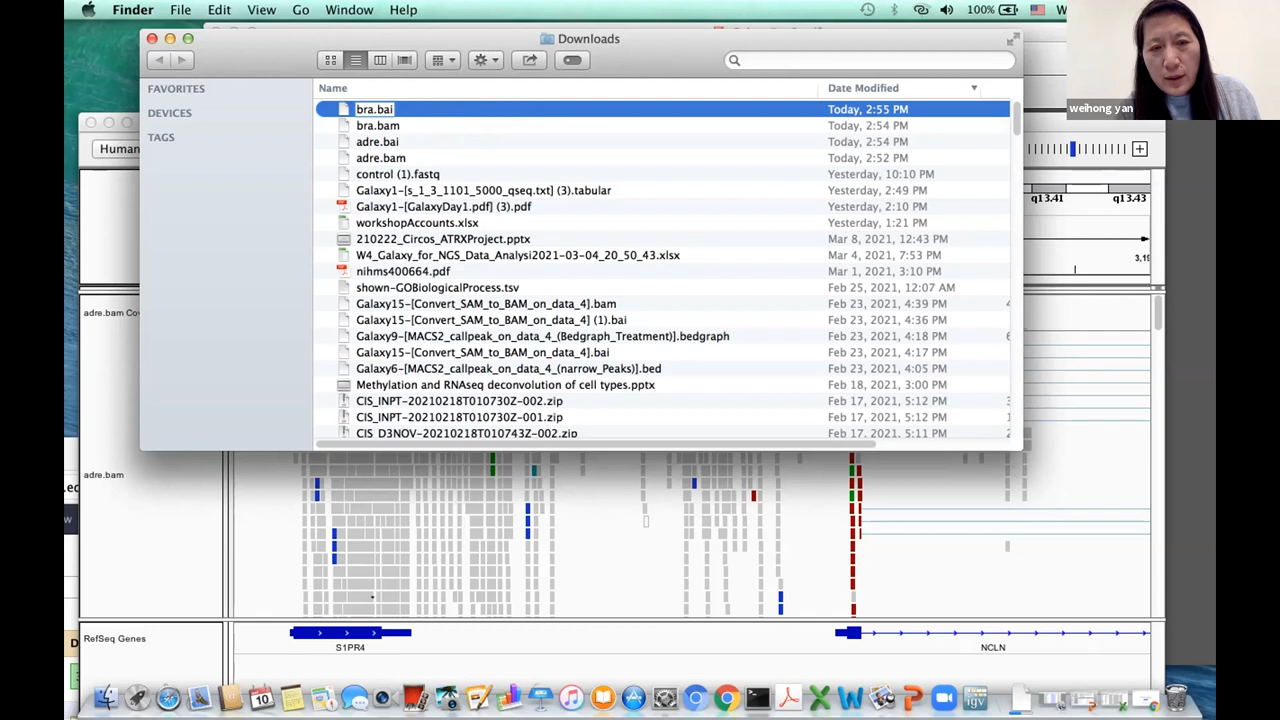 Finder File Edit View Go Window Help 100%
Downloads
weihong yan
FAVORITES
DEVICES
TAGS
Name Date Modified
bra.bai Today, 2:55 PM
bra.bam Today, 2:54 PM
adre.bai Today, 2:54 PM
adre.bam Today, 2:52 PM
control (1).fastq Yesterday, 10:10 PM
Galaxy1-[s_1_3_1101_5000_qseq.txt] (3).tabular Yesterday, 2:49 PM
Galaxy1-[GalaxyDay1.pdf] (3).pdf Yesterday, 2:10 PM
workshopAccounts.xlsx Yesterday, 1:21 PM
210222_Circos_ATRXProject.pptx Mar 8, 2021, 12:43 PM
W4_Galaxy_for_NGS_Data_Analysi2021-03-04_20_50_43.xlsx Mar 4, 2021, 7:53 PM
nihms400664.pdf Mar 1, 2021, 3:10 PM
shown-GOBiologicalProcess.tsv Feb 25, 2021, 12:07 AM
Galaxy15-[Convert_SAM_to_BAM_on_data_4].bam Feb 23, 2021, 4:39 PM 4
Galaxy15-[Convert_SAM_to_BAM_on_data_4] (1).bai Feb 23, 2021, 4:36 PM
Galaxy9-[MACS2_callpeak_on_data_4_(Bedgraph_Treatment)].bedgraph Feb 23, 2021, 4:18 PM 6
Galaxy15-[Convert_SAM_to_BAM_on_data_4].bai Feb 23, 2021, 4:17 PM
Galaxy6-[MACS2_callpeak_on_data_4_(narrow_Peaks)].bed Feb 23, 2021, 4:05 PM
Methylation and RNAseq deconvolution of cell types.pptx Feb 18, 2021, 3:00 PM
CIS_INPT-20210218T010730Z-002.zip Feb 17, 2021, 5:12 PM 3
CIS_INPT-20210218T010730Z-001.zip Feb 17, 2021, 5:12 PM 1
CIS_D3NOV-20210218T010743Z-002.zip Feb 17, 2021, 5:11 PM
Human
q13.41 q13.43
3,19
adre.bam Cov
adre.bam
RefSeq Genes
S1PR4 NCLN
10
igv